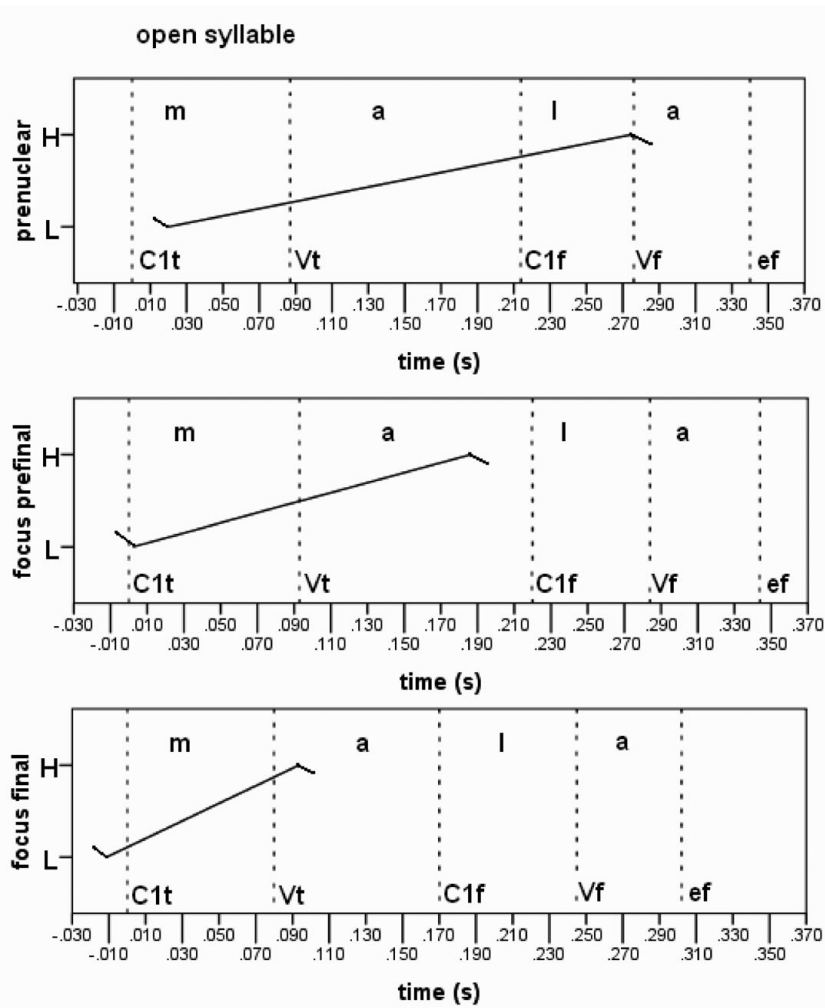 open syllable
prenuclear
m a l a
H
L
C1t Vt C1f Vf ef
-.030 .010 .050 .090 .130 .170 .210 .250 .290 .330 .370
-.010 .030 .070 .110 .150 .190 .230 .270 .310 .350
time (s)
focus prefinal
m a l a
H
L
C1t Vt C1f Vf ef
-.030 .010 .050 .090 .130 .170 .210 .250 .290 .330 .370
-.010 .030 .070 .110 .150 .190 .230 .270 .310 .350
time (s)
focus final
m a l a
H
L
C1t Vt C1f Vf ef
-.030 .010 .050 .090 .130 .170 .210 .250 .290 .330 .370
-.010 .030 .070 .110 .150 .190 .230 .270 .310 .350
time (s)